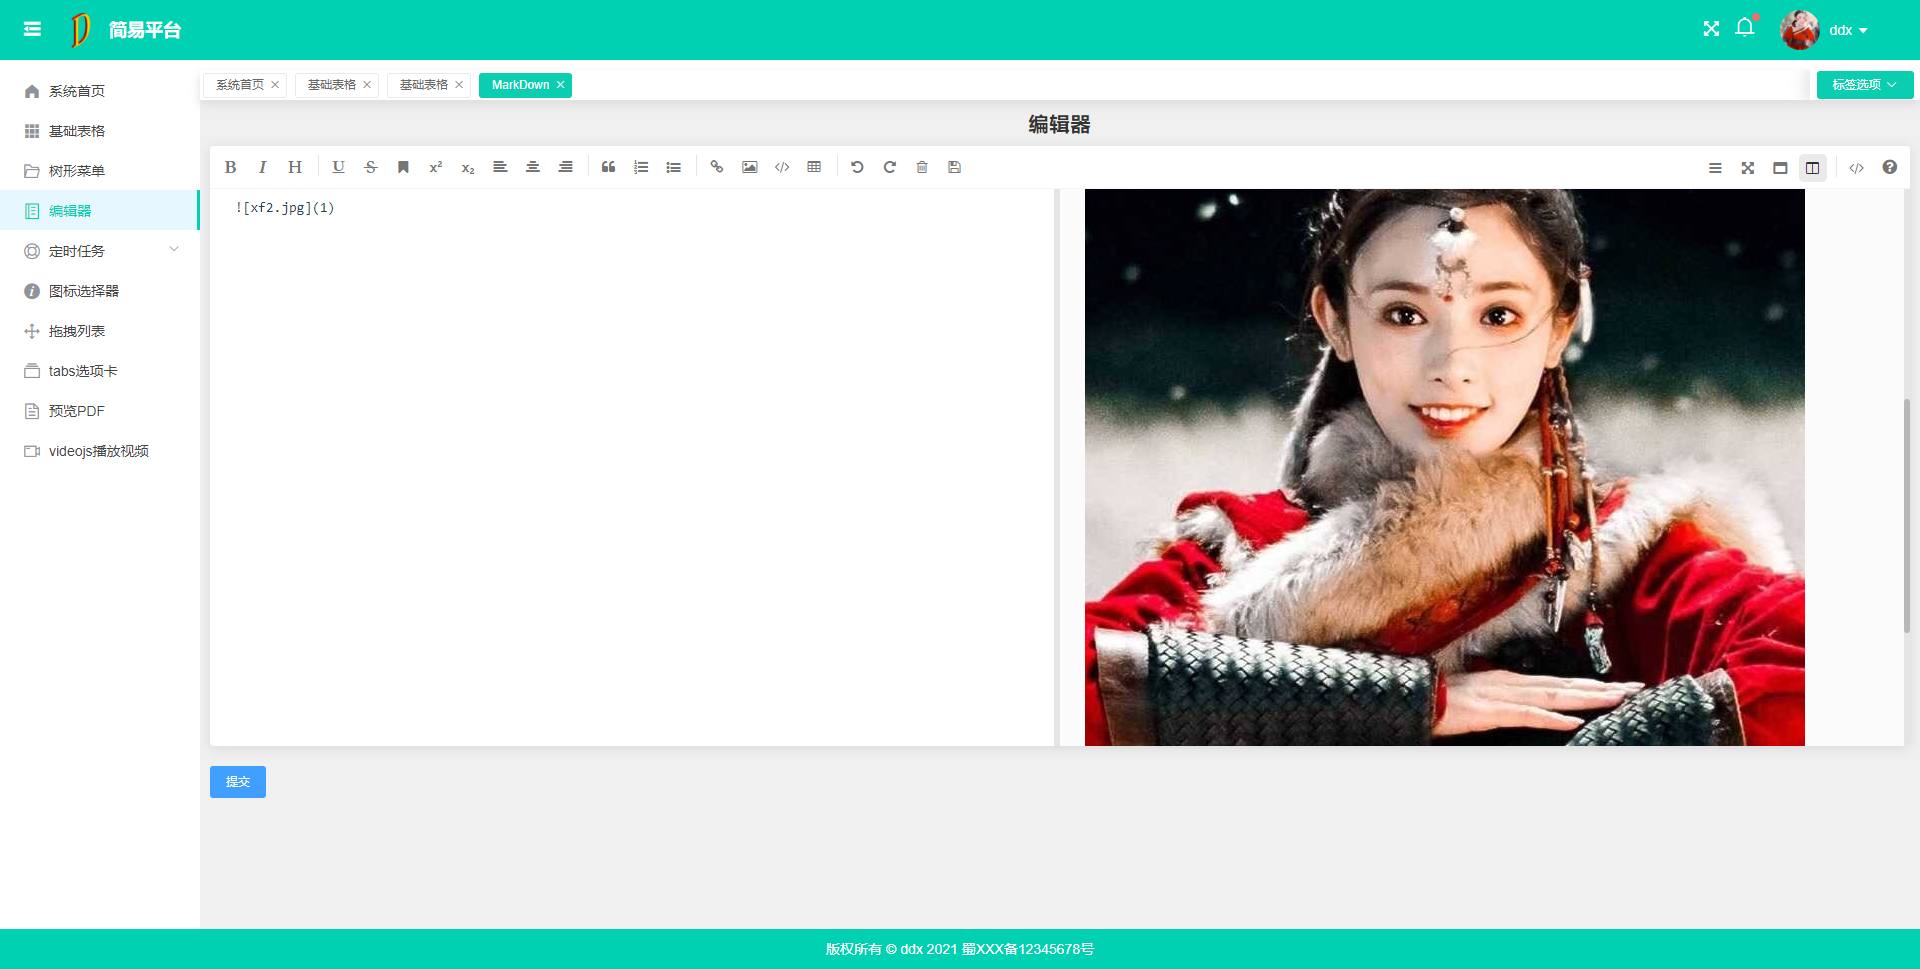 简易平台
ddx
系统首页
基础表格
树形菜单
编辑器
定时任务
图标选择器
拖拽列表
tabs选项卡
预览PDF
videojs播放视频
系统首页
基础表格
基础表格
MarkDown
标签选项
编辑器
B I H U S x² x₂
![xf2.jpg](1)
提交
版权所有 © ddx 2021 蜀XXX备12345678号